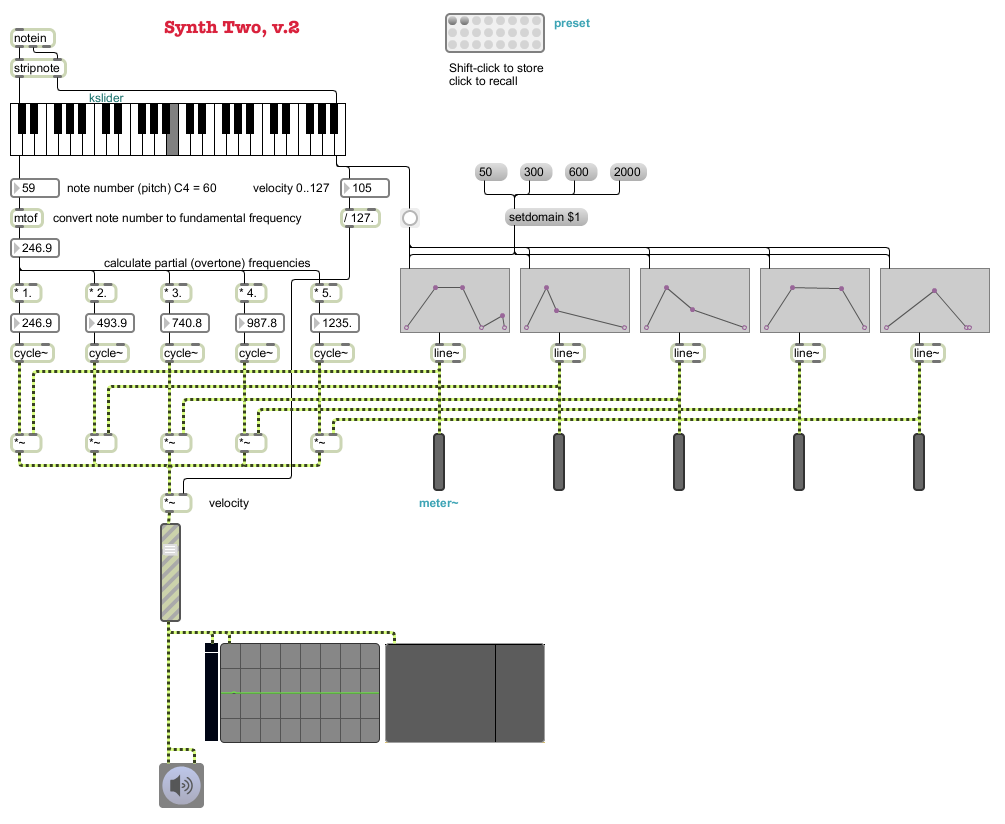 Synth Two, v.2
preset
Shift-click to store
click to recall
notein
stripnote
kslider
50 300 600 2000
59 note number (pitch) C4 = 60 velocity 0..127 105
mtof convert note number to fundamental frequency / 127. setdomain $1
246.9
calculate partial (overtone) frequencies
* 1. * 2. * 3. * 4. * 5.
246.9 493.9 740.8 987.8 1235.
cycle~ cycle~ cycle~ cycle~ cycle~ line~ line~ line~ line~ line~
*~ *~ *~ *~ *~
*~ velocity meter~